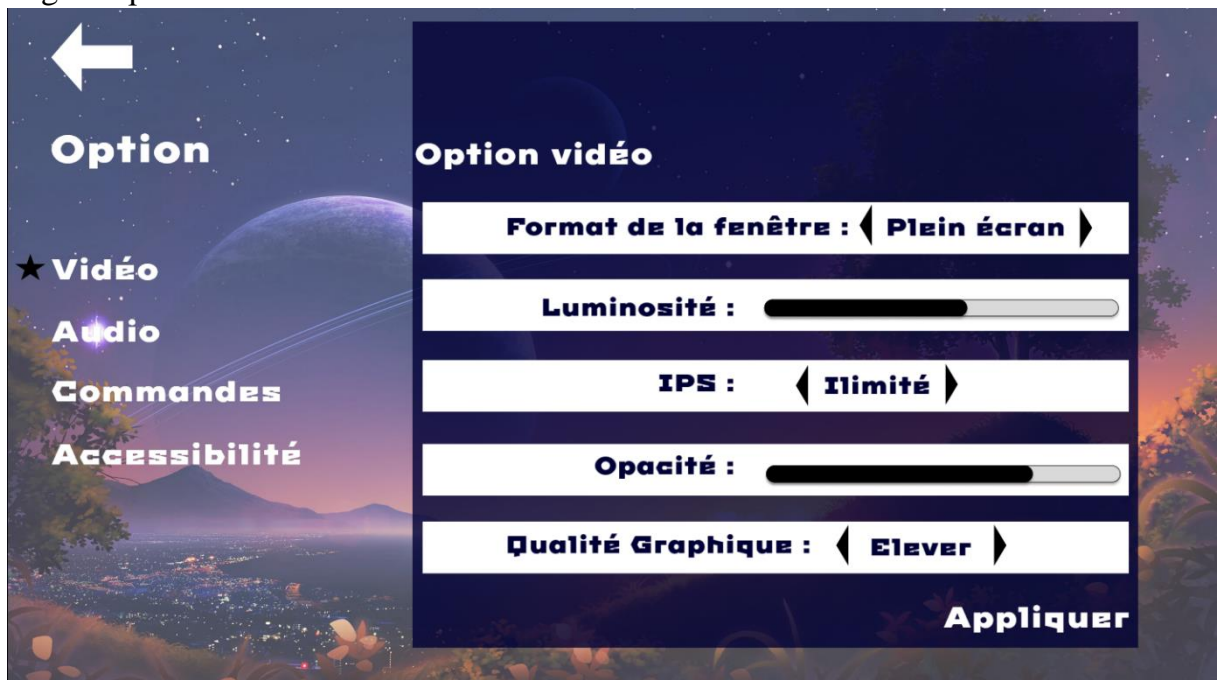 Option
Vidéo
Audio
Commandes
Accessibilité
Option vidéo
Format de la fenêtre : Plein écran
Luminosité :
IPS : Ilimité
Opacité :
Qualité Graphique : Elever
Appliquer